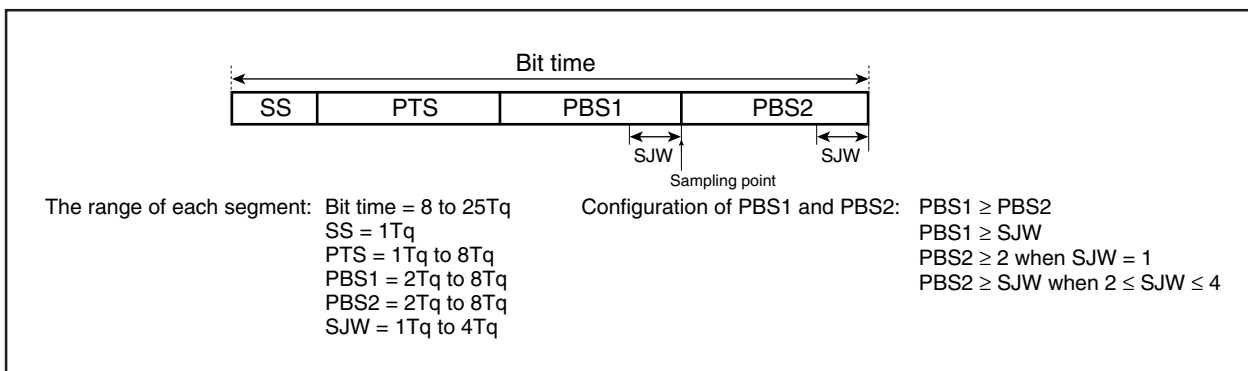 Bit time
SS PTS PBS1 PBS2
SJW SJW
Sampling point
The range of each segment: Bit time = 8 to 25Tq
SS = 1Tq
PTS = 1Tq to 8Tq
PBS1 = 2Tq to 8Tq
PBS2 = 2Tq to 8Tq
SJW = 1Tq to 4Tq
Configuration of PBS1 and PBS2: PBS1 ≥ PBS2
PBS1 ≥ SJW
PBS2 ≥ 2 when SJW = 1
PBS2 ≥ SJW when 2 ≤ SJW ≤ 4